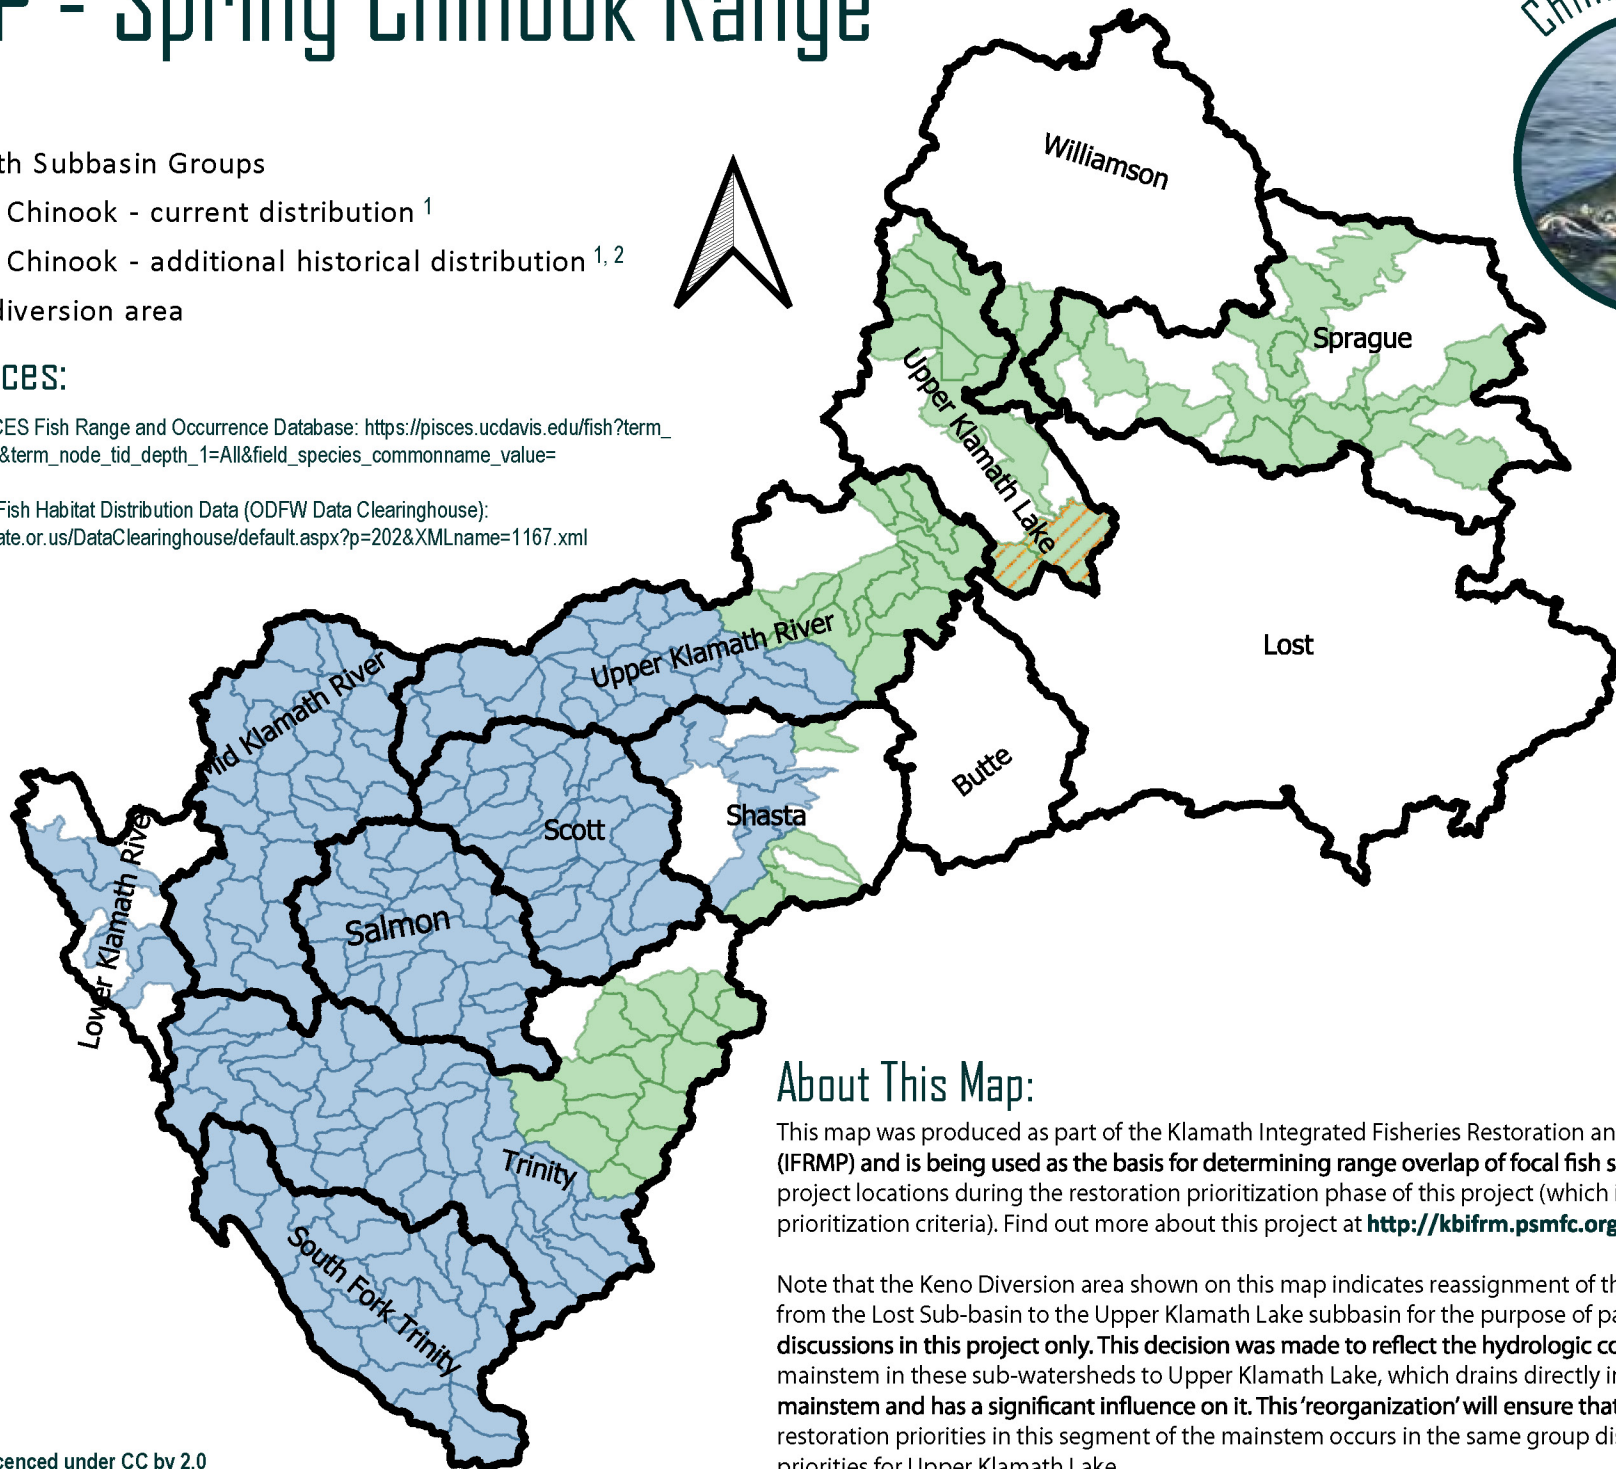 - Spring Chinook Range
Subbasin Groups
Chinook - current distribution 1
Chinook - additional historical distribution 1, 2
diversion area
Fish Range and Occurrence Database: https://pisces.ucdavis.edu/fish?term_
&term_node_tid_depth_1=All&field_species_commonname_value=
Fish Habitat Distribution Data (ODFW Data Clearinghouse):
ate.or.us/DataClearinghouse/default.aspx?p=202&XMLname=1167.xml
Williamson
Sprague
Upper Klamath Lake
Lost
Upper Klamath River
Mid Klamath River
Butte
Shasta
Scott
Salmon
Lower Klamath River
Trinity
South Fork Trinity
About This Map:
This map was produced as part of the Klamath Integrated Fisheries Restoration an
(IFRMP) and is being used as the basis for determining range overlap of focal fish s
project locations during the restoration prioritization phase of this project (which i
prioritization criteria). Find out more about this project at http://kbifrm.psmfc.org
Note that the Keno Diversion area shown on this map indicates reassignment of th
from the Lost Sub-basin to the Upper Klamath Lake subbasin for the purpose of pa
discussions in this project only. This decision was made to reflect the hydrologic co
mainstem in these sub-watersheds to Upper Klamath Lake, which drains directly i
mainstem and has a significant influence on it. This 'reorganization' will ensure that
restoration priorities in this segment of the mainstem occurs in the same group dis
priorities for Upper Klamath Lake.
cenced under CC by 2.0